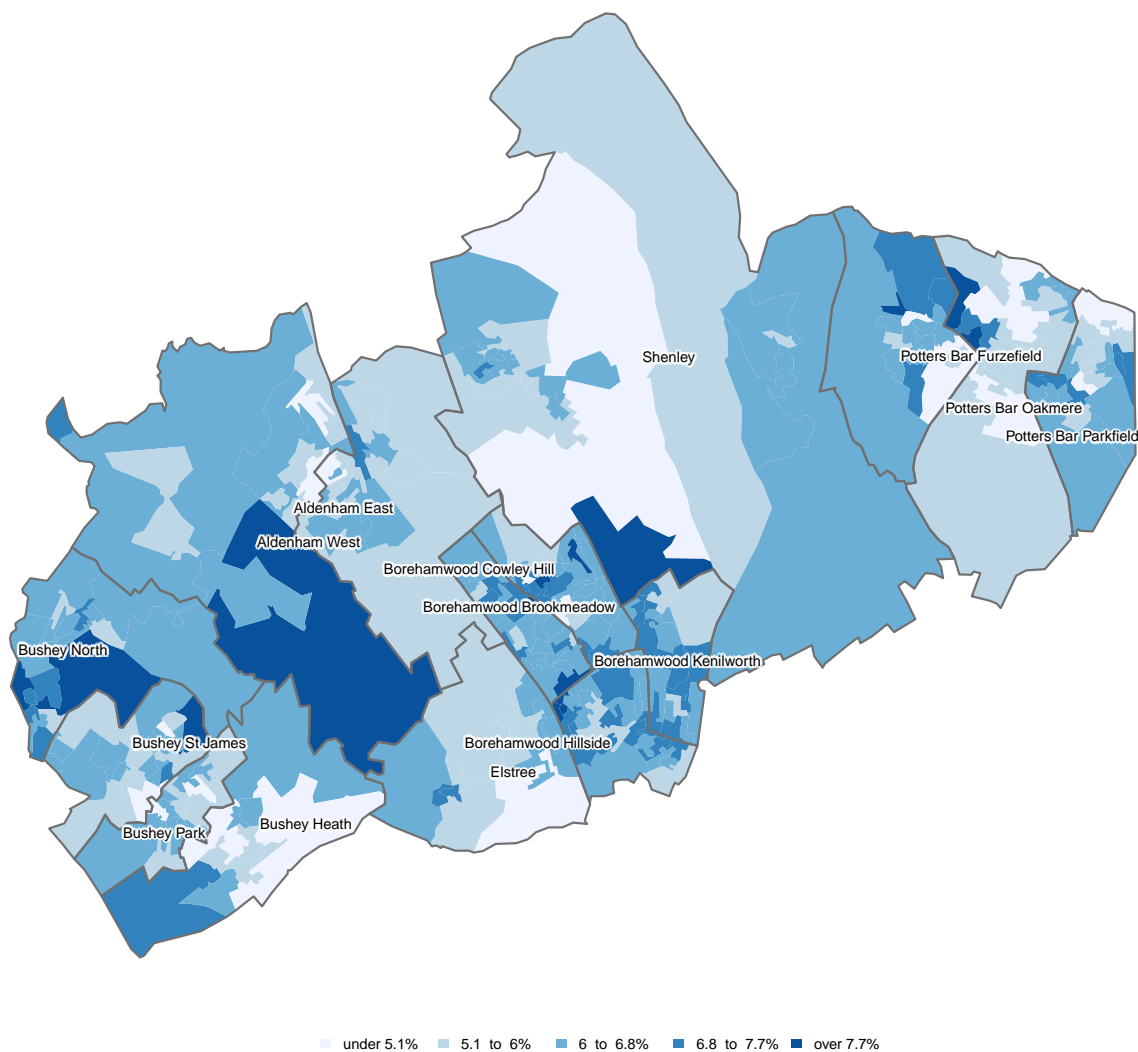 Shenley
Potters Bar Furzefield
Potters Bar Oakmere
Potters Bar Parkfield
Aldenham East
Aldenham West
Borehamwood Cowley Hill
Borehamwood Brookmeadow
Bushey North
Borehamwood Kenilworth
Bushey St James
Borehamwood Hillside
Elstree
Bushey Heath
Bushey Park
under 5.1% 5.1 to 6% 6 to 6.8% 6.8 to 7.7% over 7.7%